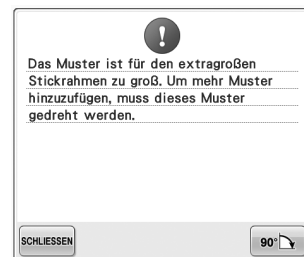 Das Muster ist für den extragroßen
Stickrahmen zu groß. Um mehr Muster
hinzuzufügen, muss dieses Muster
gedreht werden.
SCHLIESSEN
90°